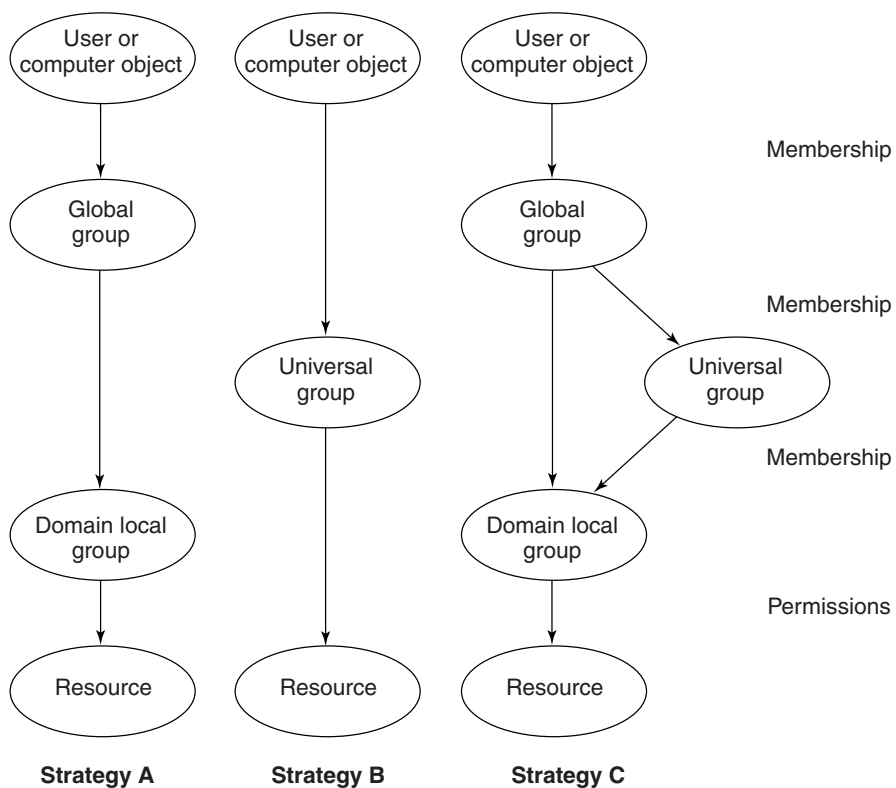 User or
computer object
User or
computer object
User or
computer object
Membership
Global
group
Global
group
Membership
Universal
group
Universal
group
Membership
Domain local
group
Domain local
group
Permissions
Resource
Resource
Resource
Strategy A
Strategy B
Strategy C